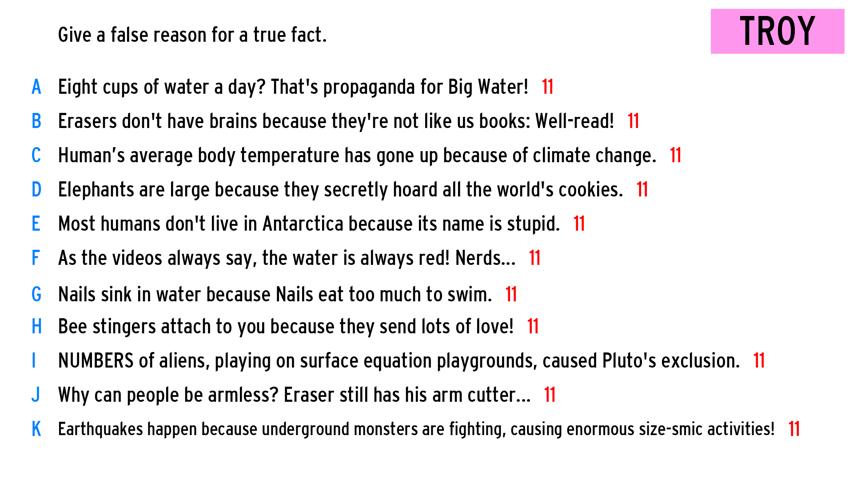 Give a false reason for a true fact.
TROY
A Eight cups of water a day? That's propaganda for Big Water! 11
B Erasers don't have brains because they're not like us books: Well-read! 11
C Human’s average body temperature has gone up because of climate change. 11
D Elephants are large because they secretly hoard all the world's cookies. 11
E Most humans don't live in Antarctica because its name is stupid. 11
F As the videos always say, the water is always red! Nerds... 11
G Nails sink in water because Nails eat too much to swim. 11
H Bee stingers attach to you because they send lots of love! 11
I NUMBERS of aliens, playing on surface equation playgrounds, caused Pluto's exclusion. 11
J Why can people be armless? Eraser still has his arm cutter... 11
K Earthquakes happen because underground monsters are fighting, causing enormous size-smic activities! 11